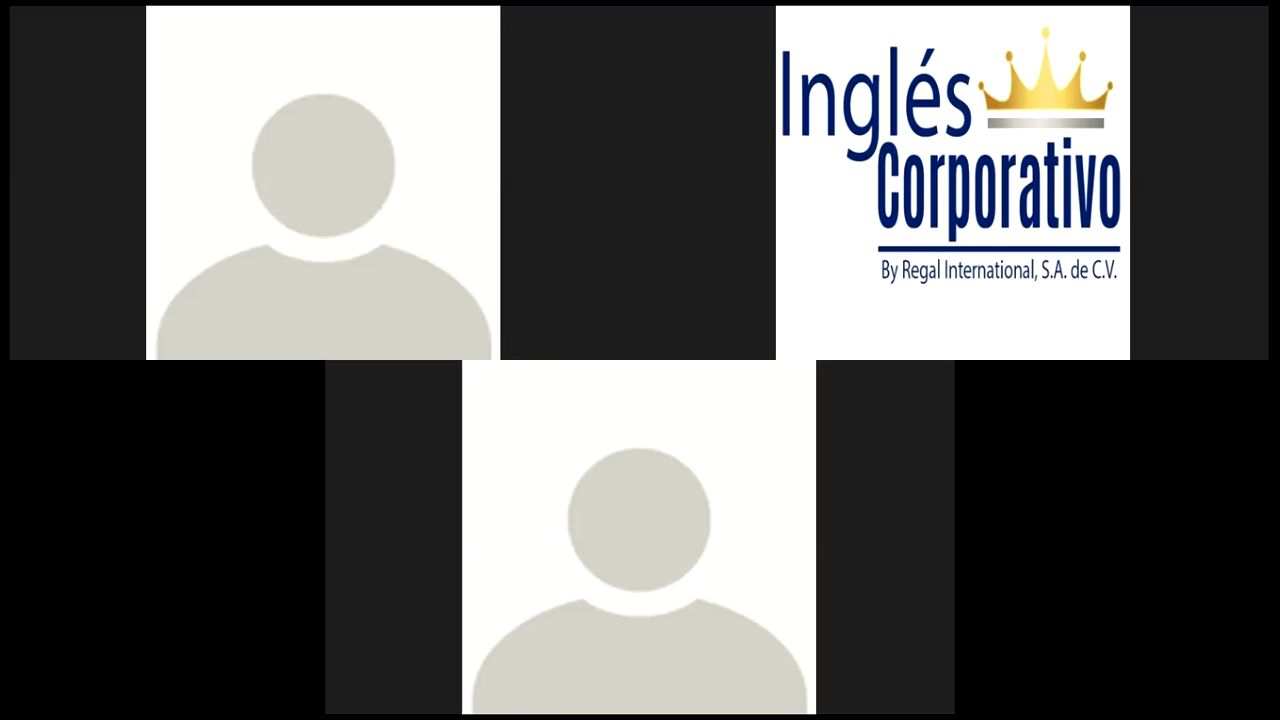 Inglés
Corporativo
By Regal International, S.A. de C.V.